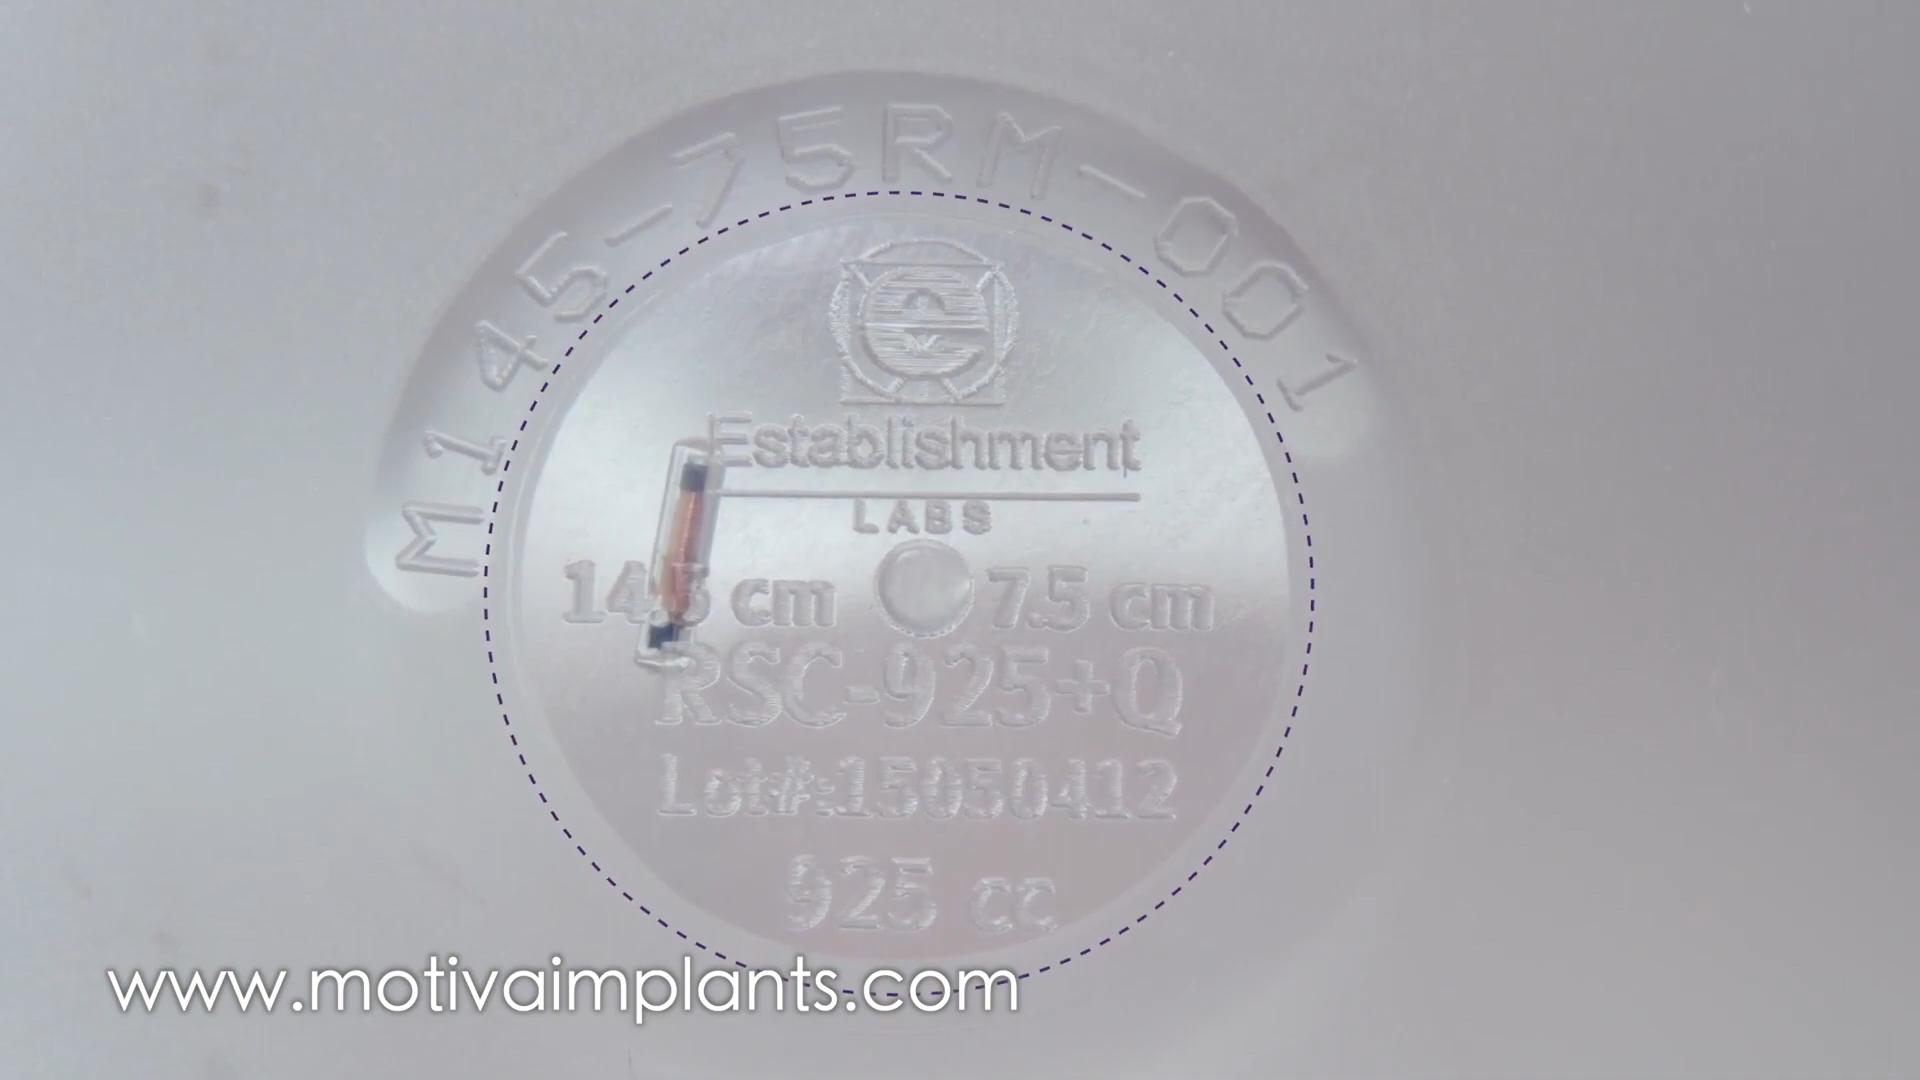 M145-75RM-001
Establishment
LABS
14.5 cm 7.5 cm
RSC-925+Q
Lot#:15050412
925 cc
www.motivaimplants.com